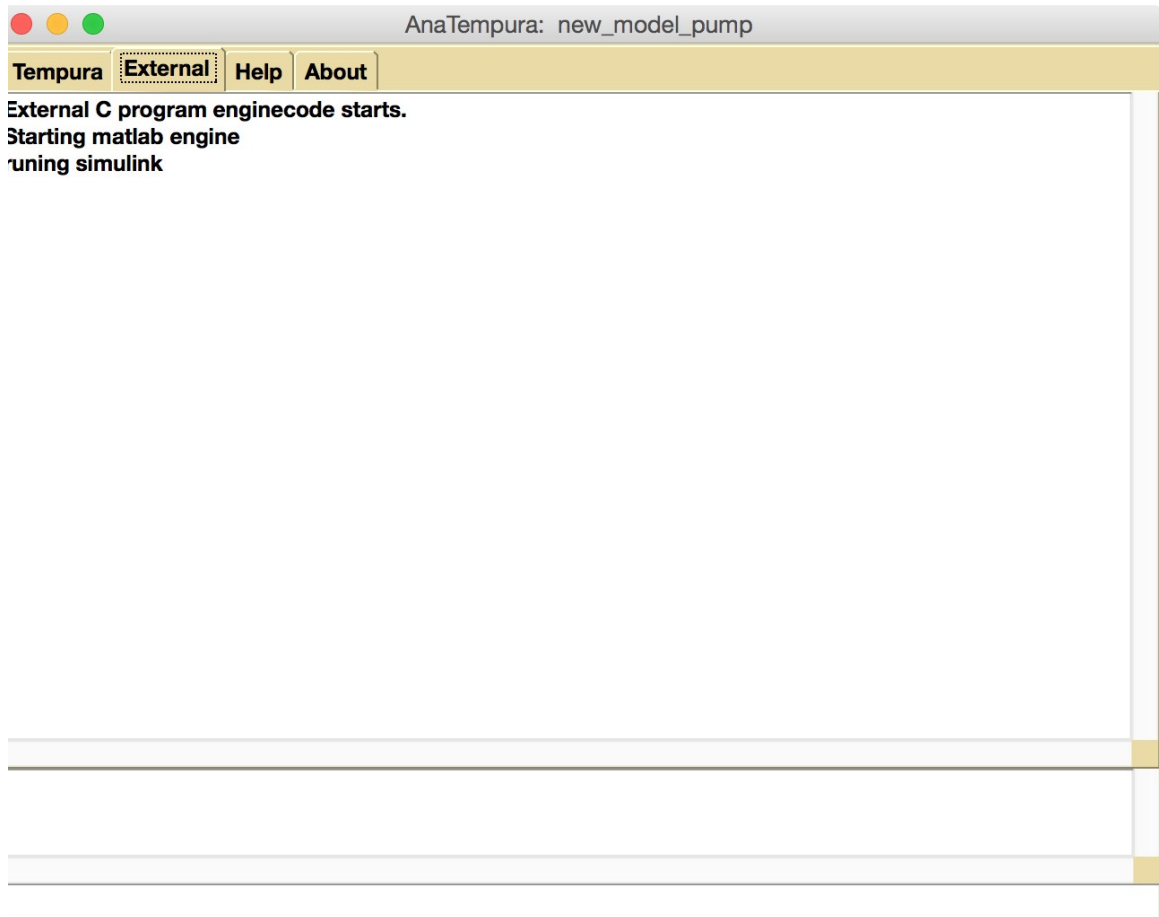 AnaTempura: new_model_pump
Tempura External Help About
External C program enginecode starts.
Starting matlab engine
runing simulink